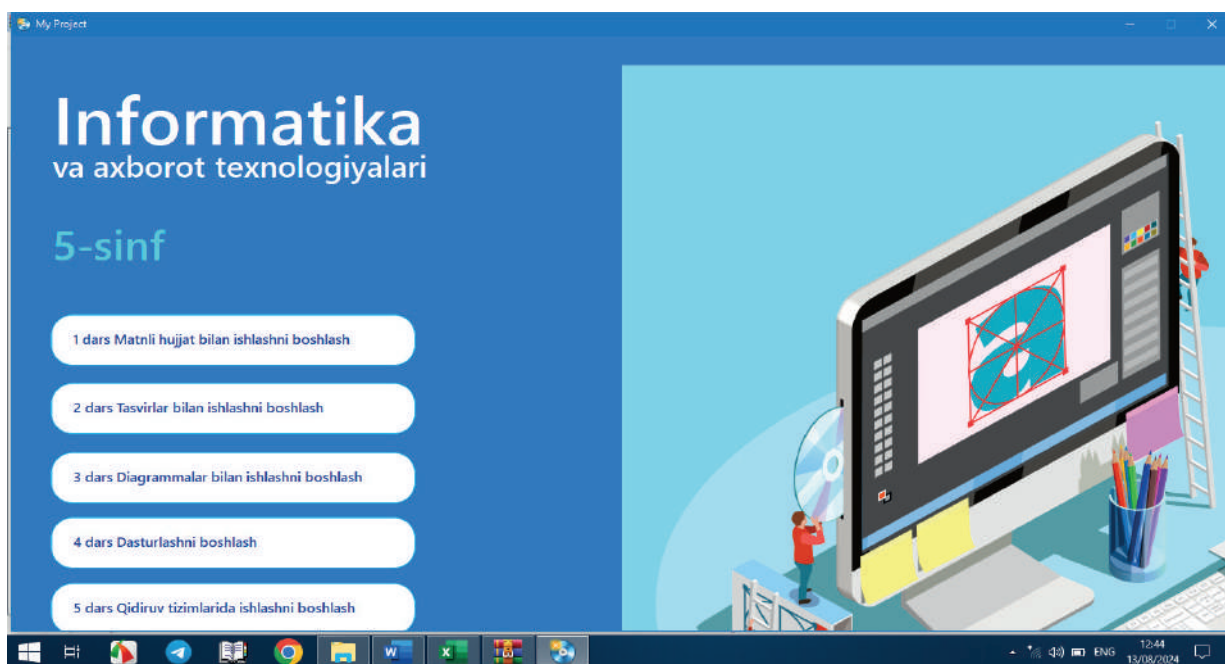 My Project
Informatika
va axborot texnologiyalari
5-sinf
1 dars Matnli hujjat bilan ishlashni boshlash
2 dars Tasvirlar bilan ishlashni boshlash
3 dars Diagrammalar bilan ishlashni boshlash
4 dars Dasturlashni boshlash
5 dars Qidiruv tizimlarida ishlashni boshlash
a
W
X
ENG
12:44
13/08/2024